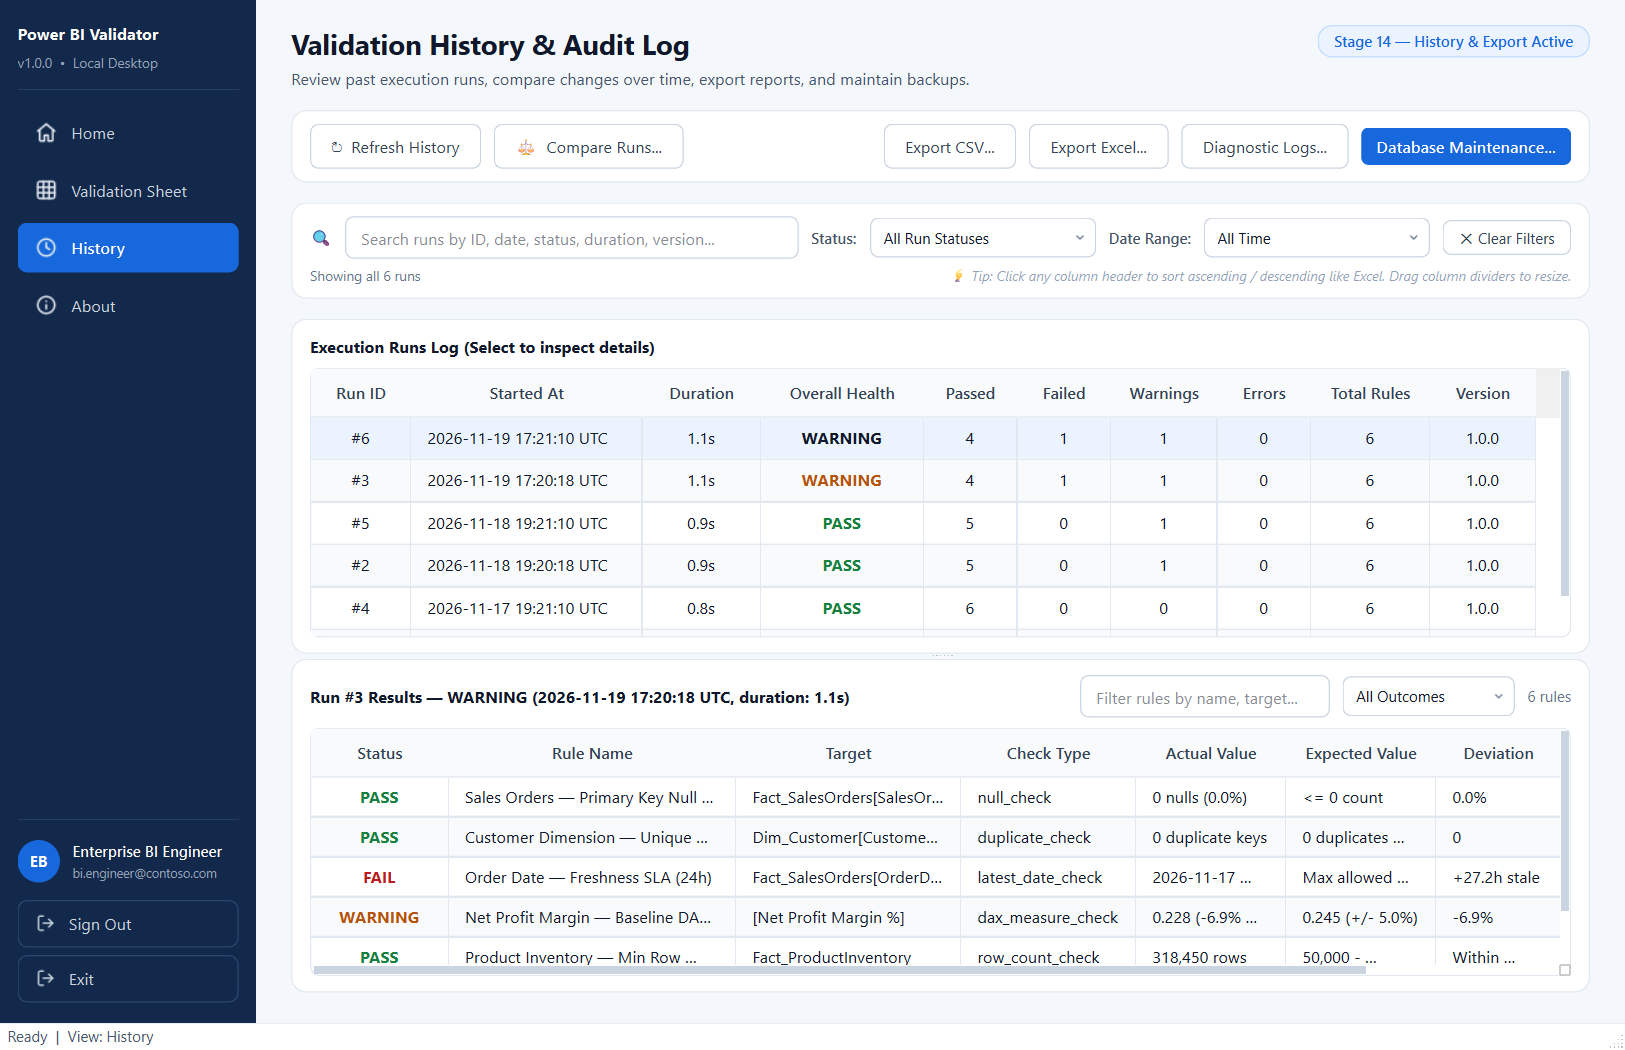 Power BI Validator
v1.0.0 • Local Desktop
Home
Validation Sheet
History
About
EB
Enterprise BI Engineer
bi.engineer@contoso.com
Sign Out
Exit
Validation History & Audit Log
Review past execution runs, compare changes over time, export reports, and maintain backups.
Stage 14 — History & Export Active
Refresh History Compare Runs... Export CSV... Export Excel... Diagnostic Logs... Database Maintenance...
Search runs by ID, date, status, duration, version... Status: All Run Statuses Date Range: All Time ✕ Clear Filters
Showing all 6 runs Tip: Click any column header to sort ascending / descending like Excel. Drag column dividers to resize.
Execution Runs Log (Select to inspect details)
Run ID Started At Duration Overall Health Passed Failed Warnings Errors Total Rules Version
#6 2026-11-19 17:21:10 UTC 1.1s WARNING 4 1 1 0 6 1.0.0
#3 2026-11-19 17:20:18 UTC 1.1s WARNING 4 1 1 0 6 1.0.0
#5 2026-11-18 19:21:10 UTC 0.9s PASS 5 0 1 0 6 1.0.0
#2 2026-11-18 19:20:18 UTC 0.9s PASS 5 0 1 0 6 1.0.0
#4 2026-11-17 19:21:10 UTC 0.8s PASS 6 0 0 0 6 1.0.0
Run #3 Results — WARNING (2026-11-19 17:20:18 UTC, duration: 1.1s) Filter rules by name, target... All Outcomes 6 rules
Status Rule Name Target Check Type Actual Value Expected Value Deviation
PASS Sales Orders — Primary Key Null ... Fact_SalesOrders[SalesOr... null_check 0 nulls (0.0%) <= 0 count 0.0%
PASS Customer Dimension — Unique ... Dim_Customer[Custome... duplicate_check 0 duplicate keys 0 duplicates ... 0
FAIL Order Date — Freshness SLA (24h) Fact_SalesOrders[OrderD... latest_date_check 2026-11-17 ... Max allowed ... +27.2h stale
WARNING Net Profit Margin — Baseline DA... [Net Profit Margin %] dax_measure_check 0.228 (-6.9% ... 0.245 (+/- 5.0%) -6.9%
PASS Product Inventory — Min Row ... Fact_ProductInventory row_count_check 318,450 rows 50,000 - ... Within ...
Ready | View: History